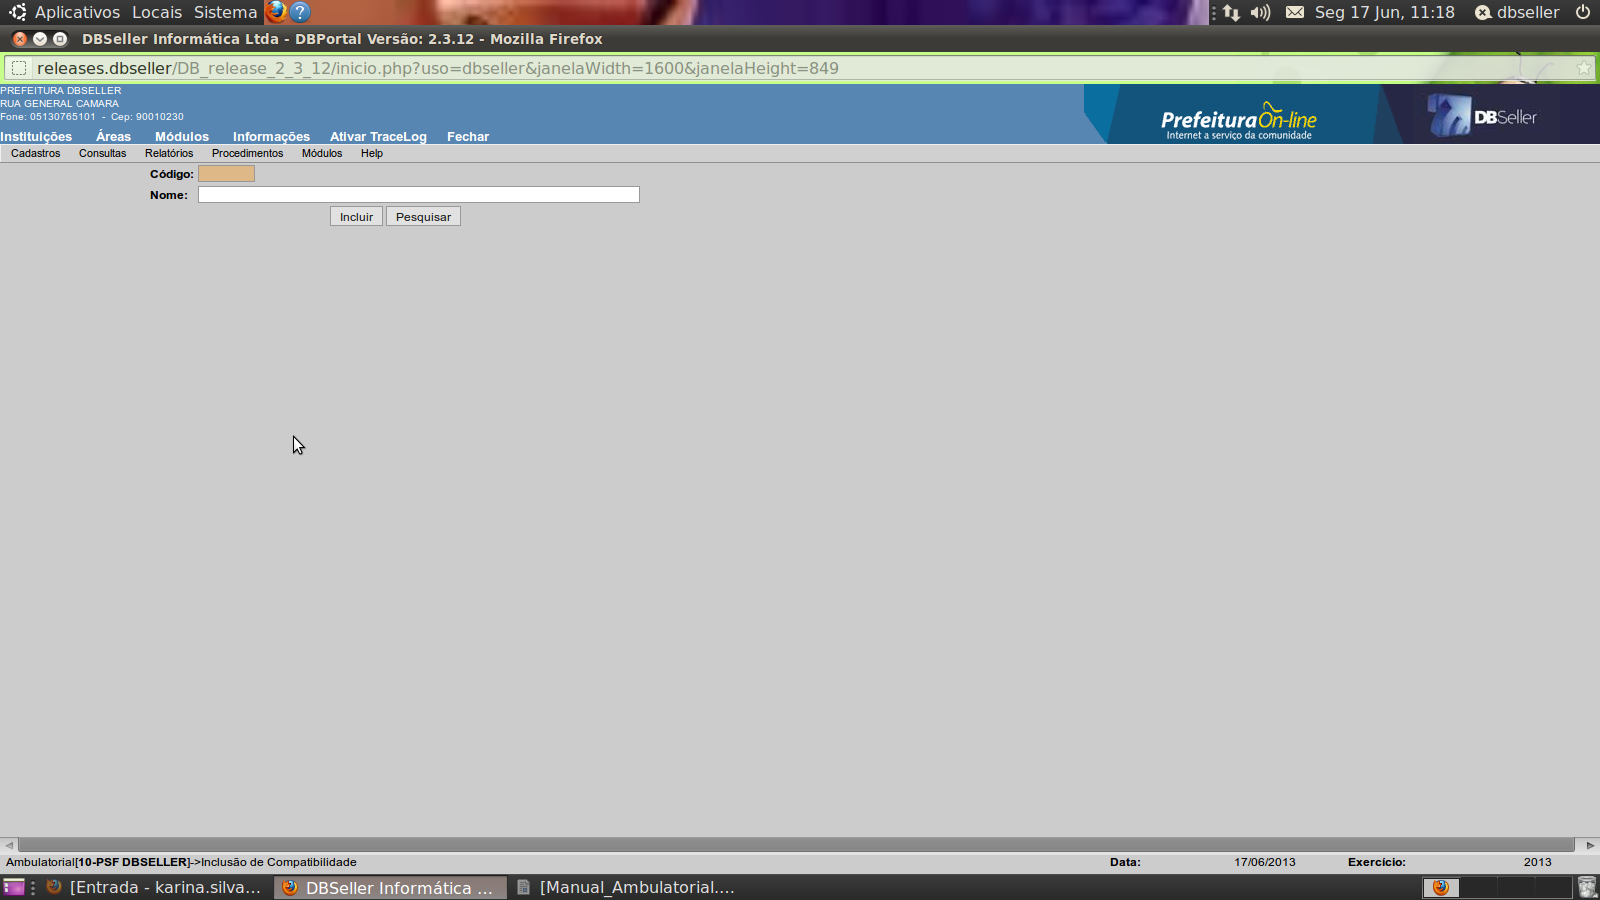 Aplicativos Locais Sistema ? Seg 17 Jun, 11:18 dbseller
DBSeller Informática Ltda - DBPortal Versão: 2.3.12 - Mozilla Firefox
releases.dbseller/DB_release_2_3_12/inicio.php?uso=dbseller&janelaWidth=1600&janelaHeight=849
PREFEITURA DBSELLER
RUA GENERAL CAMARA
Fone: 05130765101 - Cep: 90010230
Prefeitura On-line
Internet a serviço da comunidade
DBSeller
Instituições Áreas Módulos Informações Ativar TraceLog Fechar
Cadastros Consultas Relatórios Procedimentos Módulos Help
Código:
Nome:
Incluir Pesquisar
Ambulatorial[10-PSF DBSELLER]->Inclusão de Compatibilidade Data: 17/06/2013 Exercício: 2013
[Entrada - karina.silva... DBSeller Informática ... [Manual_Ambulatorial....